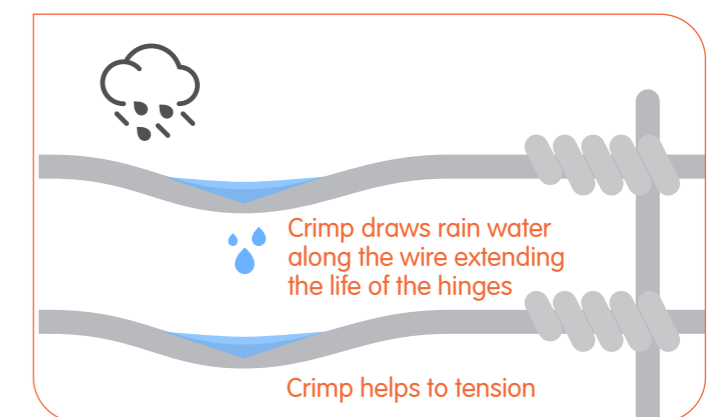 Crimp draws rain water
along the wire extending
the life of the hinges
Crimp helps to tension